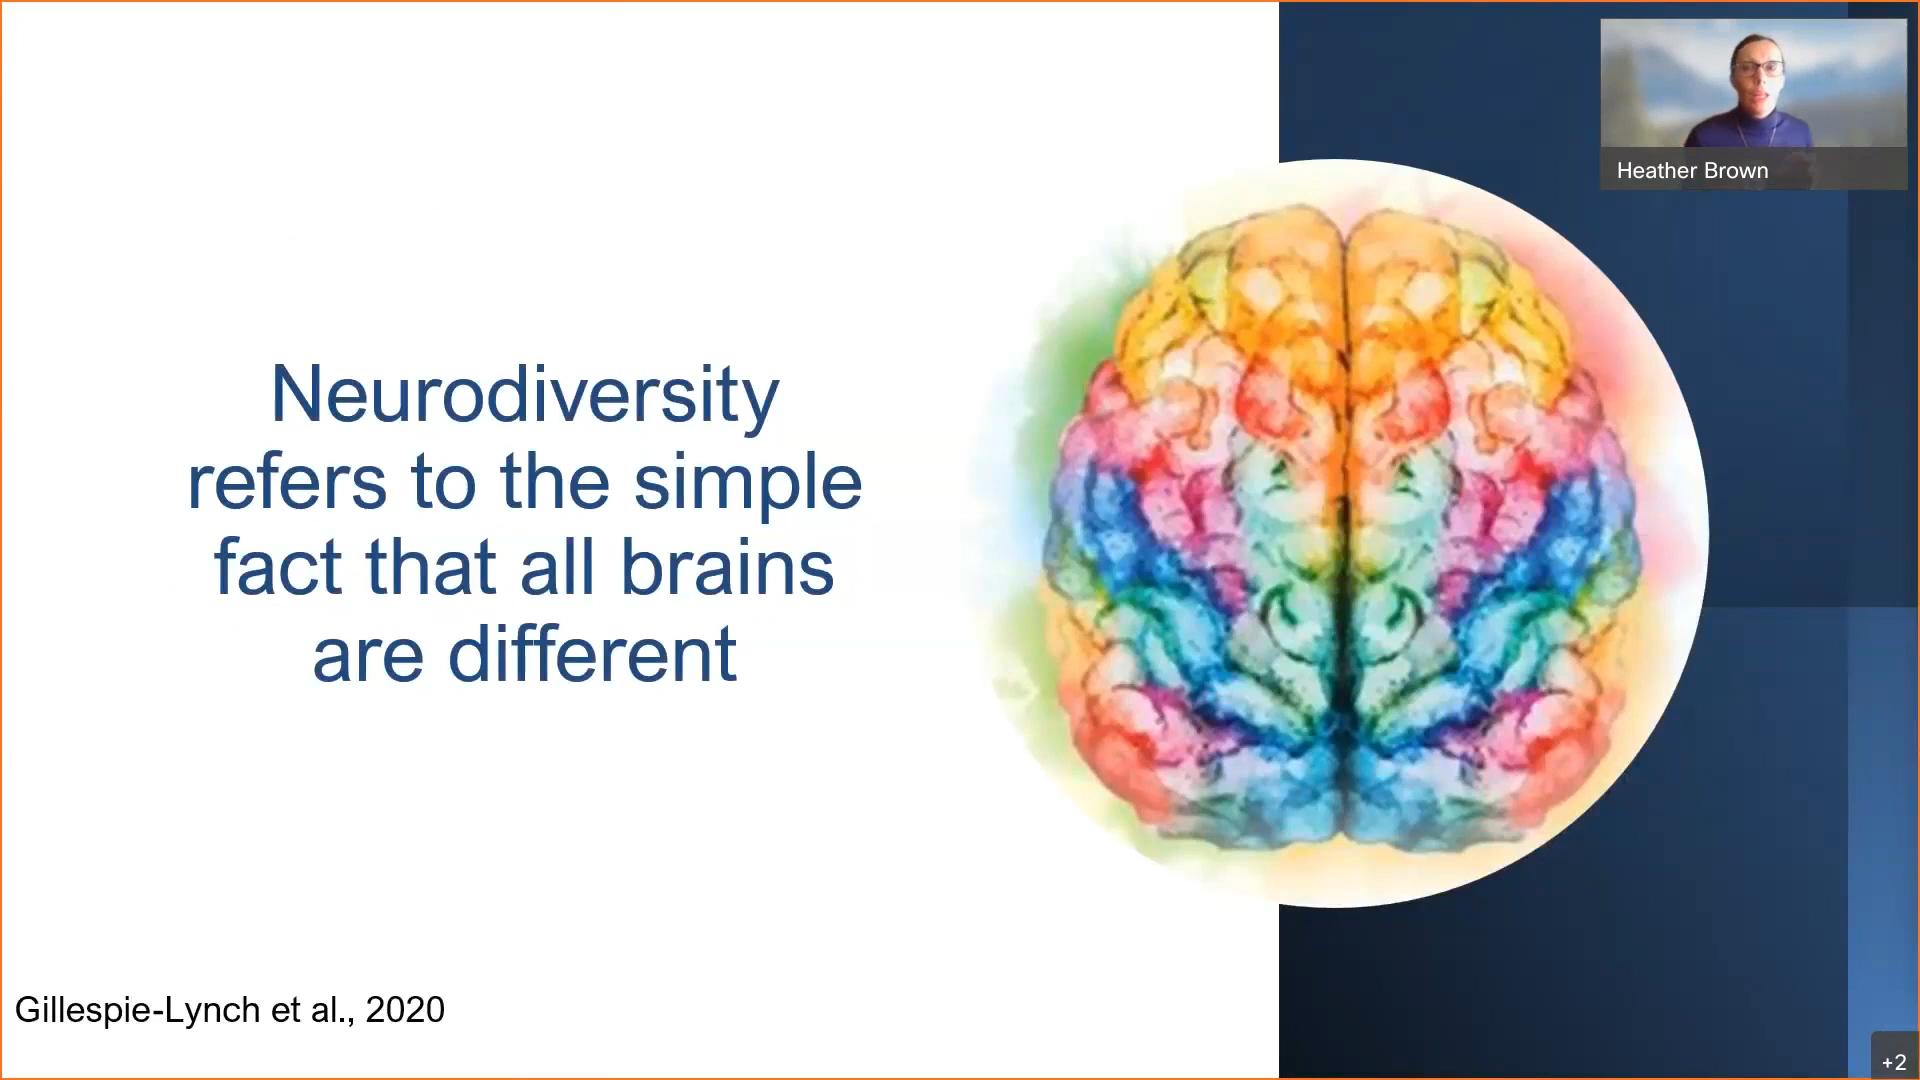 Heather Brown
Neurodiversity
refers to the simple
fact that all brains
are different
Gillespie-Lynch et al., 2020
+2